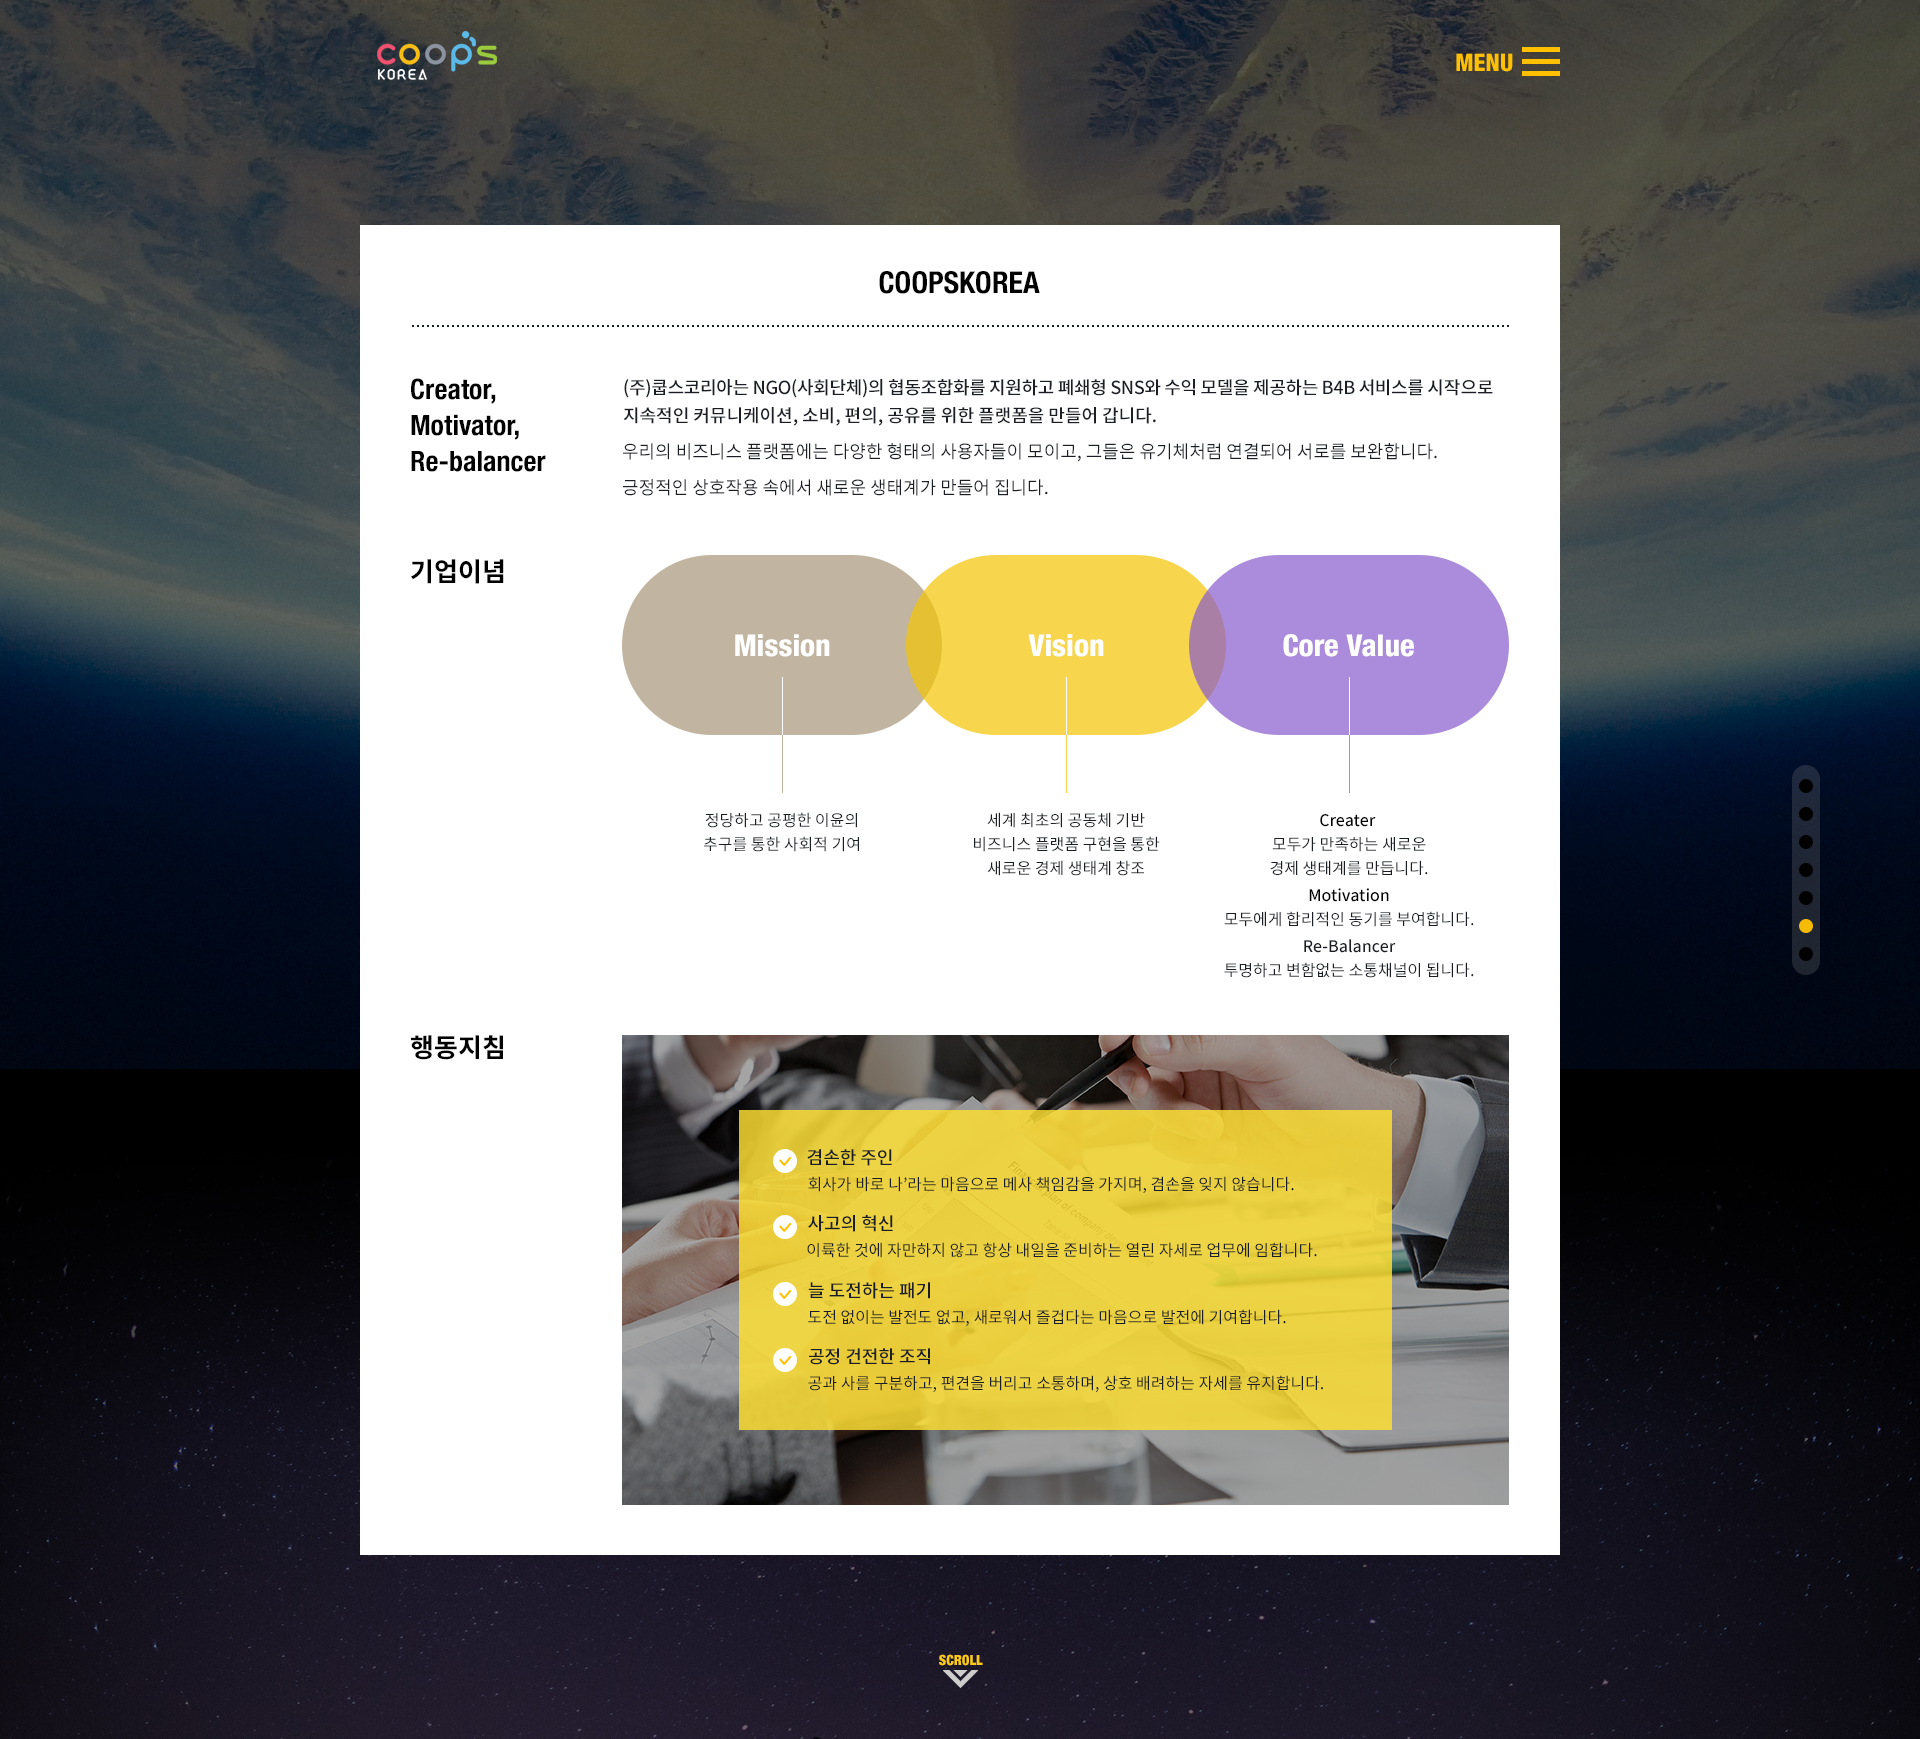 coop's
KOREA
MENU
COOPSKOREA
Creator,
Motivator,
Re-balancer
(주)쿱스코리아는 NGO(사회단체)의 협동조합화를 지원하고 폐쇄형 SNS와 수익 모델을 제공하는 B4B 서비스를 시작으로
지속적인 커뮤니케이션, 소비, 편의, 공유를 위한 플랫폼을 만들어 갑니다.
우리의 비즈니스 플랫폼에는 다양한 형태의 사용자들이 모이고, 그들은 유기체처럼 연결되어 서로를 보완합니다.
긍정적인 상호작용 속에서 새로운 생태계가 만들어 집니다.
기업이념
Mission
Vision
Core Value
정당하고 공평한 이윤의
추구를 통한 사회적 기여
세계 최초의 공동체 기반
비즈니스 플랫폼 구현을 통한
새로운 경제 생태계 창조
Creater
모두가 만족하는 새로운
경제 생태계를 만듭니다.
Motivation
모두에게 합리적인 동기를 부여합니다.
Re-Balancer
투명하고 변함없는 소통채널이 됩니다.
행동지침
겸손한 주인
회사가 바로 나’라는 마음으로 메사 책임감을 가지며, 겸손을 잊지 않습니다.
사고의 혁신
이룩한 것에 자만하지 않고 항상 내일을 준비하는 열린 자세로 업무에 임합니다.
늘 도전하는 패기
도전 없이는 발전도 없고, 새로워서 즐겁다는 마음으로 발전에 기여합니다.
공정 건전한 조직
공과 사를 구분하고, 편견을 버리고 소통하며, 상호 배려하는 자세를 유지합니다.
SCROLL